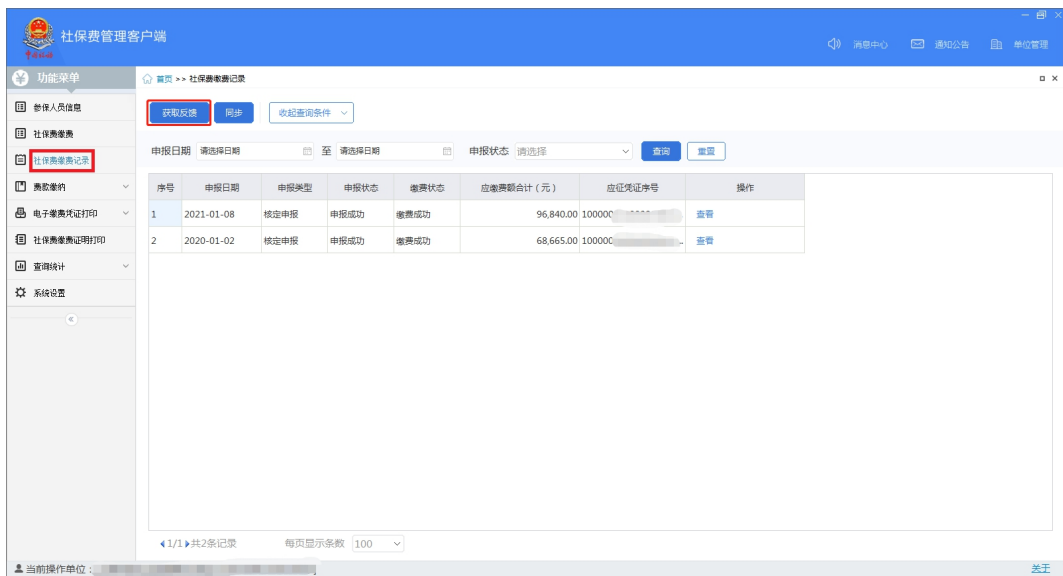 社保费管理客户端
消息中心 通知公告 单位管理
功能菜单
首页 >> 社保费缴费记录
参保人员信息
社保费缴费
社保费缴费记录
费款缴纳
电子缴费凭证打印
社保费缴费证明打印
查询统计
系统设置
获取反馈 同步 收起查询条件
申报日期 请选择日期 至 请选择日期 申报状态 请选择 查询 重置
序号 申报日期 申报类型 申报状态 缴费状态 应缴费额合计（元） 应征凭证序号 操作
1 2021-01-08 核定申报 申报成功 缴费成功 96,840.00 100000 查看
2 2020-01-02 核定申报 申报成功 缴费成功 68,665.00 100000 .. 查看
1/1 共2条记录 每页显示条数 100
当前操作单位： 关于